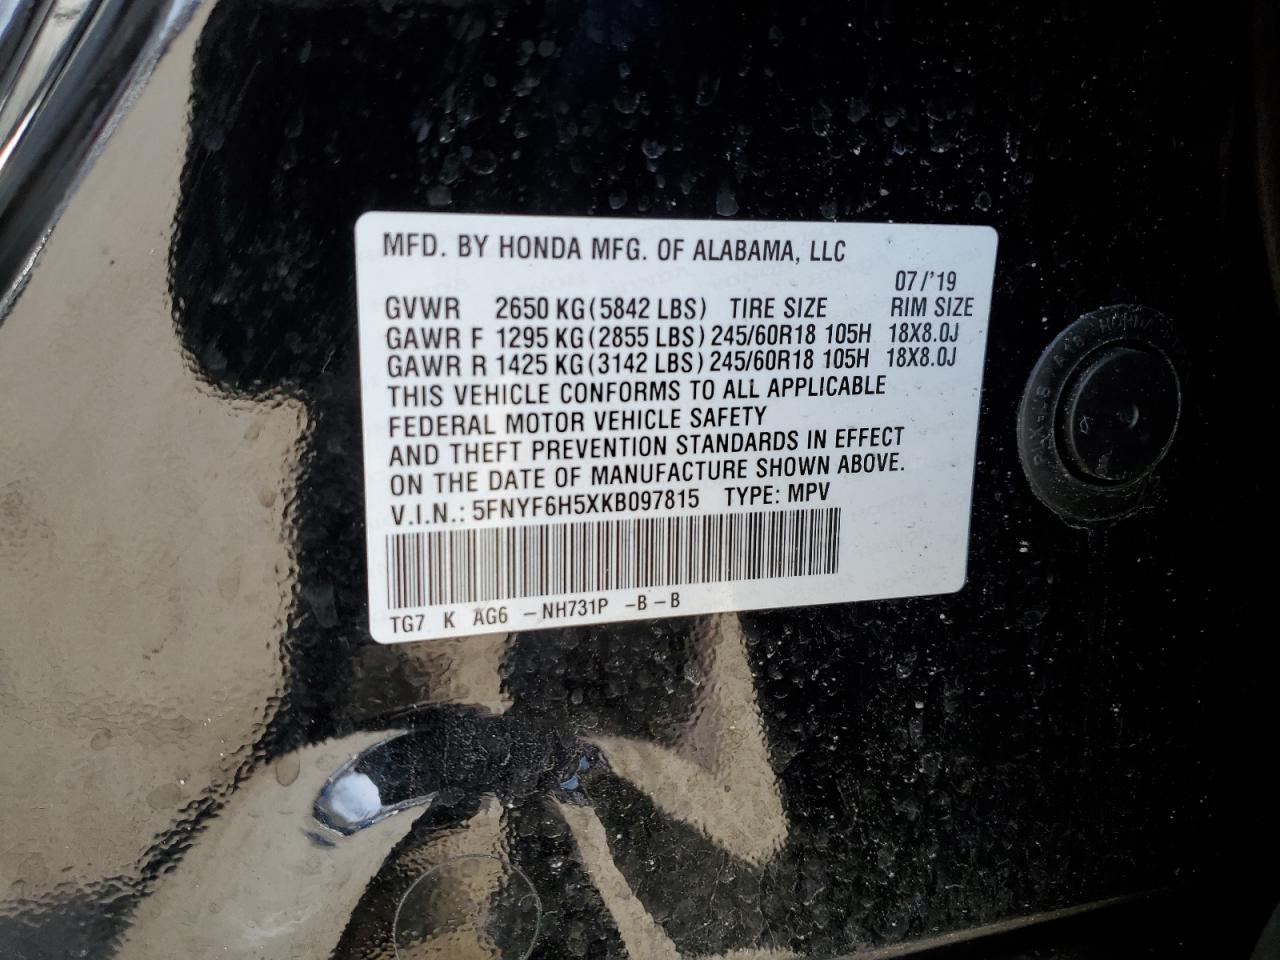 MFD. BY HONDA MFG. OF ALABAMA, LLC
07/'19
GVWR 2650 KG(5842 LBS) TIRE SIZE RIM SIZE
GAWR F 1295 KG(2855 LBS) 245/60R18 105H 18X8.0J
GAWR R 1425 KG(3142 LBS) 245/60R18 105H 18X8.0J
THIS VEHICLE CONFORMS TO ALL APPLICABLE
FEDERAL MOTOR VEHICLE SAFETY
AND THEFT PREVENTION STANDARDS IN EFFECT
ON THE DATE OF MANUFACTURE SHOWN ABOVE.
V.I.N.: 5FNYF6H5XKB097815 TYPE: MPV
TG7 K AG6 -NH731P -B-B